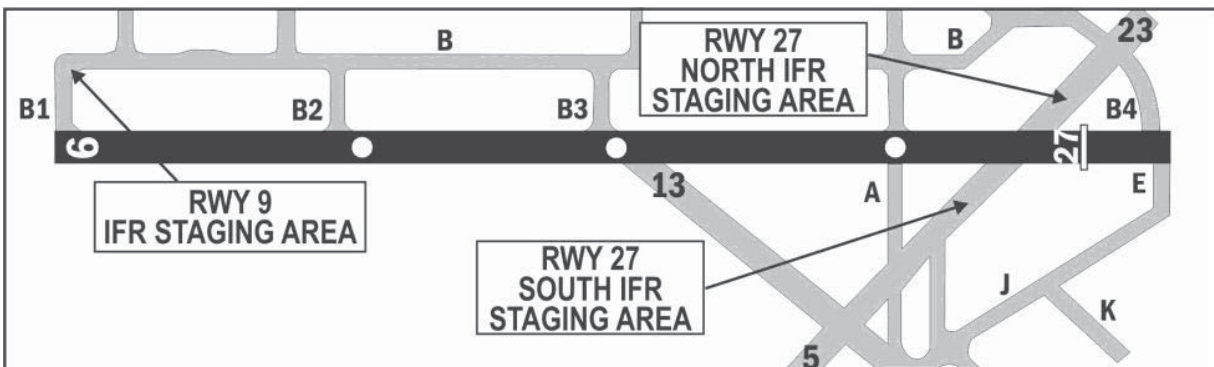 B
B
23
RWY 27
NORTH IFR
STAGING AREA
B1
B2
B3
B4
9
27
RWY 9
IFR STAGING AREA
13
A
E
RWY 27
SOUTH IFR
STAGING AREA
J
K
5